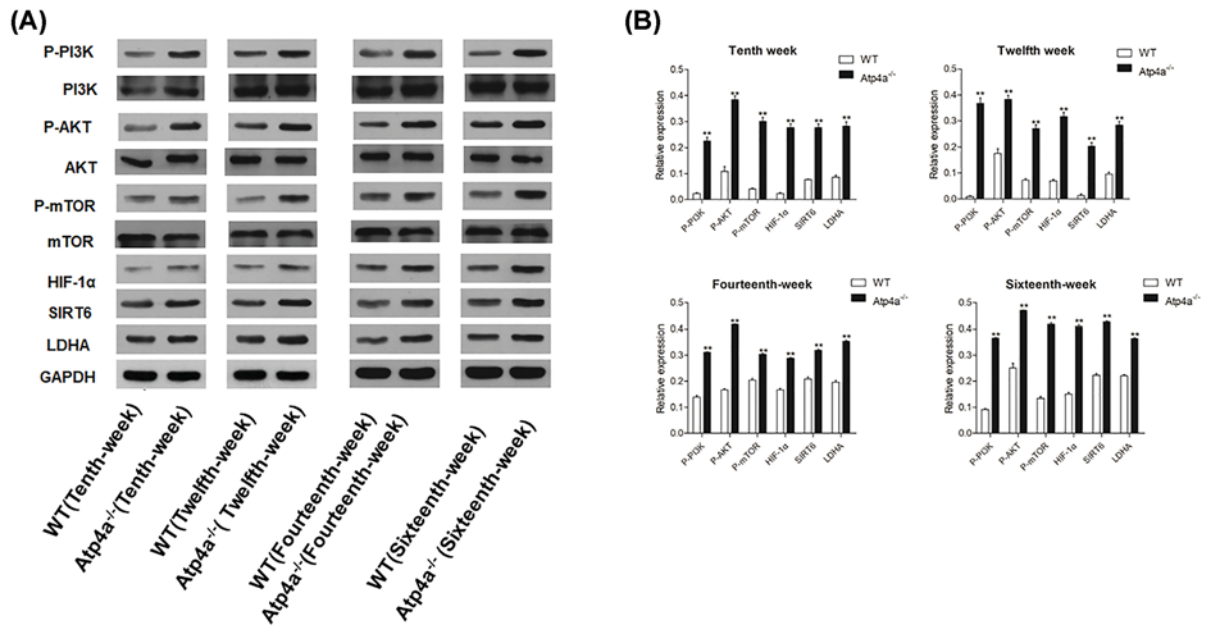 (A)
P-PI3K
PI3K
P-AKT
AKT
P-mTOR
mTOR
HIF-1α
SIRT6
LDHA
GAPDH
WT(Tenth-week)
Atp4a⁻/⁻(Tenth-week)
WT(Twelfth-week)
Atp4a⁻/⁻( Twelfth-week)
WT(Fourteenth-week)
Atp4a⁻/⁻(Fourteenth-week)
WT(Sixteenth-week)
Atp4a⁻/⁻ (Sixteenth-week)
(B)
Tenth week
WT
Atp4a⁻/⁻
Relative expression
0.5
0.4
0.3
0.2
0.1
0.0
** ** ** ** ** **
P-PI3K P-AKT P-mTOR HIF-1α SIRT6 LDHA
Twelfth week
WT
Atp4a⁻/⁻
Relative expression
0.5
0.4
0.3
0.2
0.1
0.0
** ** ** ** ** **
P-PI3K P-AKT P-mTOR HIF-1α SIRT6 LDHA
Fourteenth-week
WT
Atp4a⁻/⁻
Relative expression
0.5
0.4
0.3
0.2
0.1
0.0
** ** ** ** ** **
P-PI3K P-AKT P-mTOR HIF-1α SIRT6 LDHA
Sixteenth-week
WT
Atp4a⁻/⁻
Relative expression
0.5
0.4
0.3
0.2
0.1
0.0
** ** ** ** ** **
P-PI3K P-AKT P-mTOR HIF-1α SIRT6 LDHA